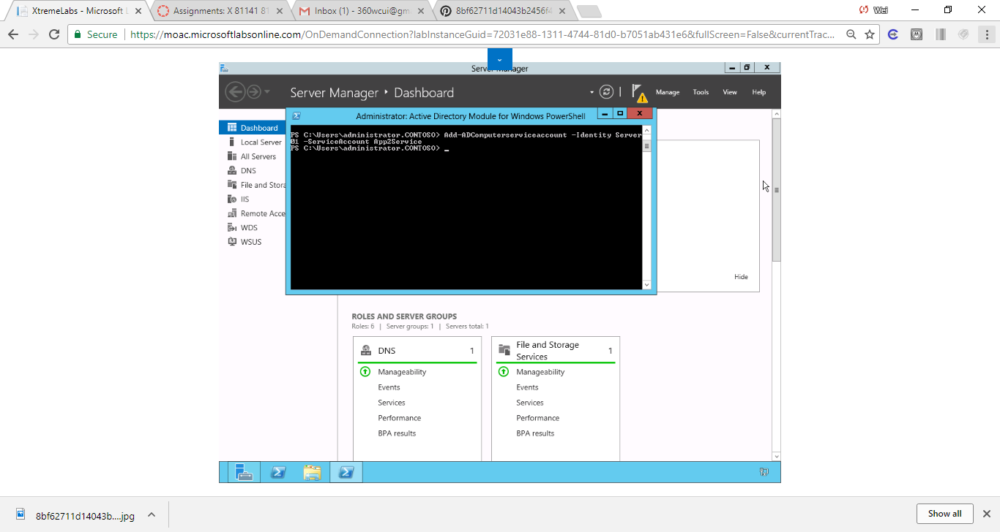 XtremeLabs - Microsoft L
Assignments: X 81141 81
Inbox (1) - 360wcui@gm
8bf62711d14043b2456f4
Wei
Secure
https://moac.microsoftlabsonline.com/OnDemandConnection?labInstanceGuid=72031e88-1311-4744-81d0-b7051ab431e6&fullScreen=False&currentTrac...
Server Manager
Server Manager ‣ Dashboard
Manage
Tools
View
Help
Administrator: Active Directory Module for Windows PowerShell
PS C:\Users\administrator.CONTOSO> Add-ADComputerserviceaccount -Identity Server
01 -ServiceAccount App2Service
PS C:\Users\administrator.CONTOSO> _
Dashboard
Local Server
All Servers
DNS
File and Stora
IIS
Remote Acce
WDS
WSUS
Hide
ROLES AND SERVER GROUPS
Roles: 6 | Server groups: 1 | Servers total: 1
DNS 1
Manageability
Events
Services
Performance
BPA results
File and Storage
Services 1
Manageability
Events
Services
Performance
BPA results
8bf62711d14043b....jpg
Show all